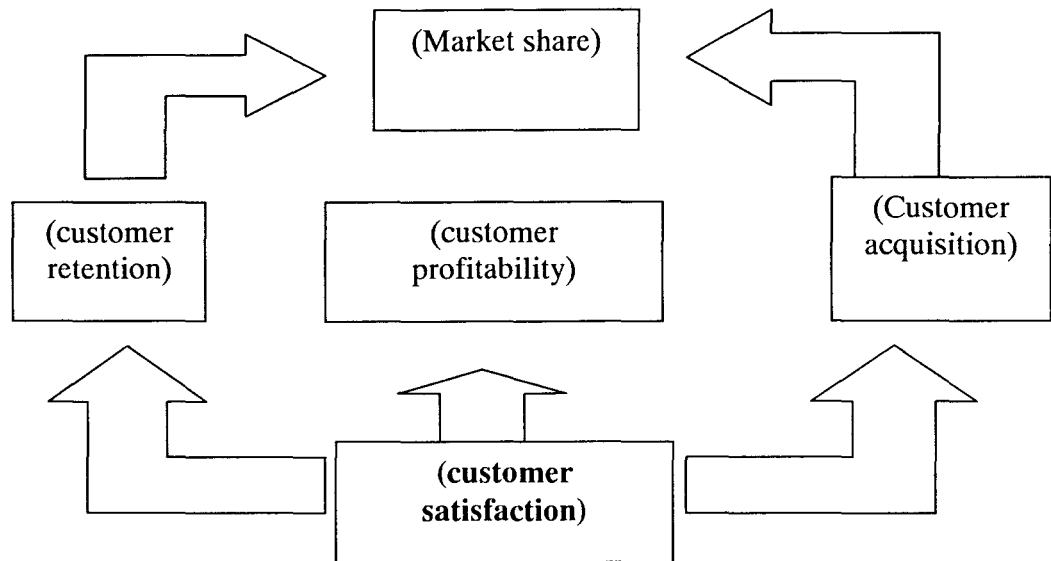 (Market share)
(customer
retention)
(customer
profitability)
(Customer
acquisition)
(customer
satisfaction)